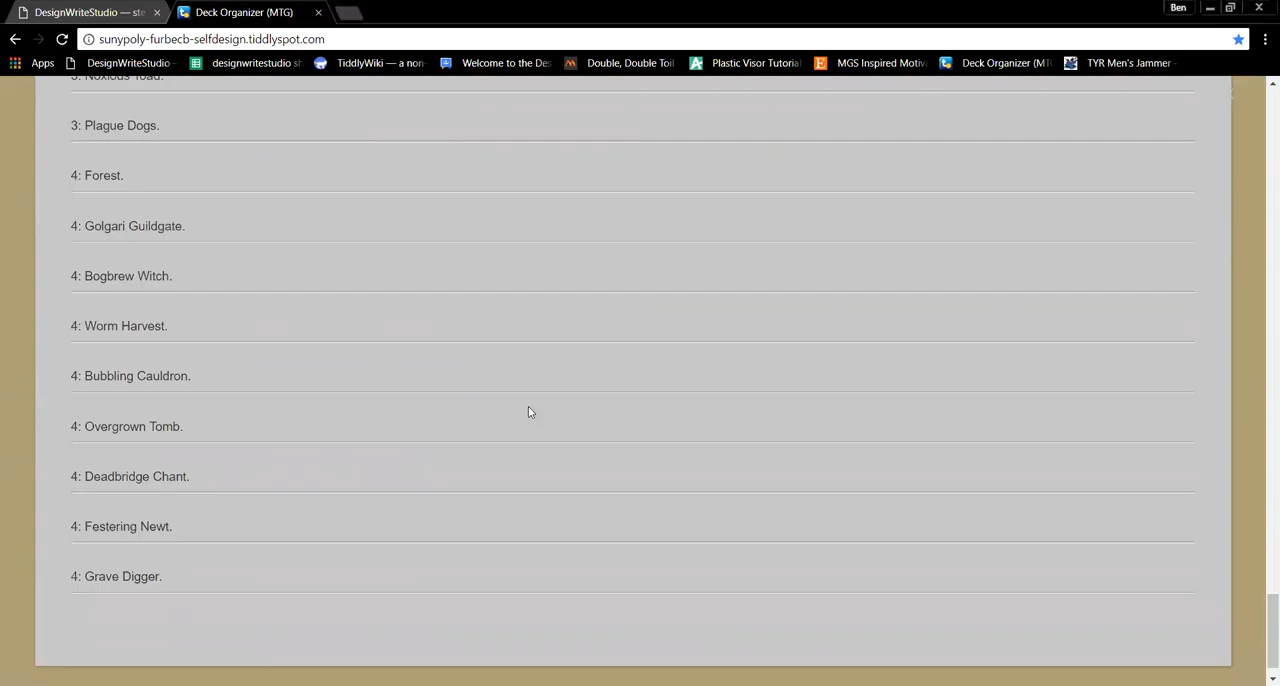 DesignWriteStudio — ste
Deck Organizer (MTG)
Ben
sunypoly-furbecb-selfdesign.tiddlyspot.com
Apps
DesignWriteStudio
designwritestudio sh
TiddlyWiki — a non-
Welcome to the Des
Double, Double Toil
Plastic Visor Tutorial
MGS Inspired Motiv
Deck Organizer (MT
TYR Men's Jammer -
3: Noxious Toad.
3: Plague Dogs.
4: Forest.
4: Golgari Guildgate.
4: Bogbrew Witch.
4: Worm Harvest.
4: Bubbling Cauldron.
4: Overgrown Tomb.
4: Deadbridge Chant.
4: Festering Newt.
4: Grave Digger.